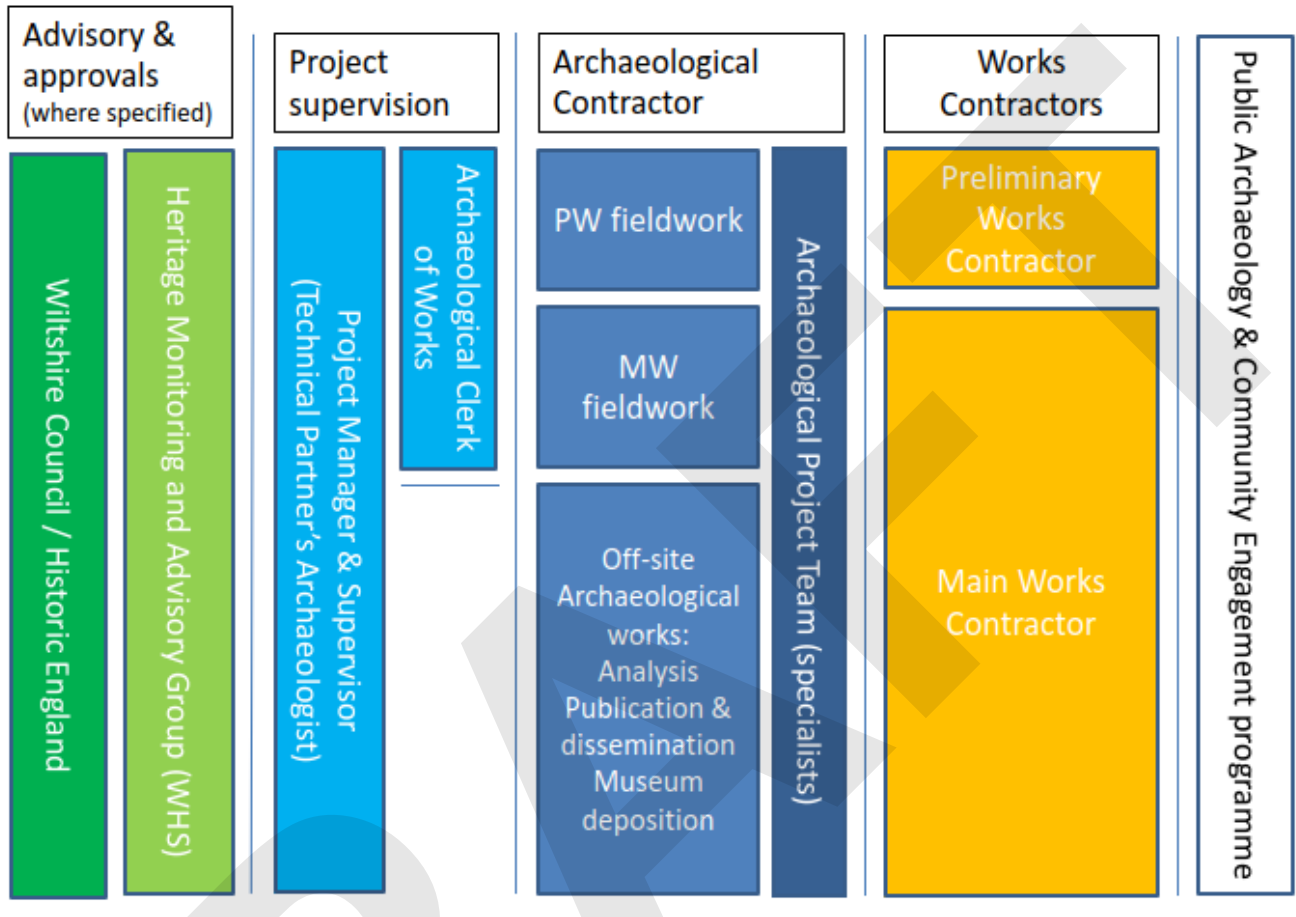 Advisory &
approvals
(where specified)
Wiltshire Council / Historic England
Heritage Monitoring and Advisory Group (WHS)
Project
supervision
Project Manager & Supervisor
(Technical Partner's Archaeologist)
Archaeological Clerk
of Works
Archaeological
Contractor
PW fieldwork
MW
fieldwork
Off-site
Archaeological
works:
Analysis
Publication &
dissemination
Museum
deposition
Archaeological Project Team (specialists)
Works
Contractors
Preliminary
Works
Contractor
Main Works
Contractor
Public Archaeology & Community Engagement programme
DRAFT